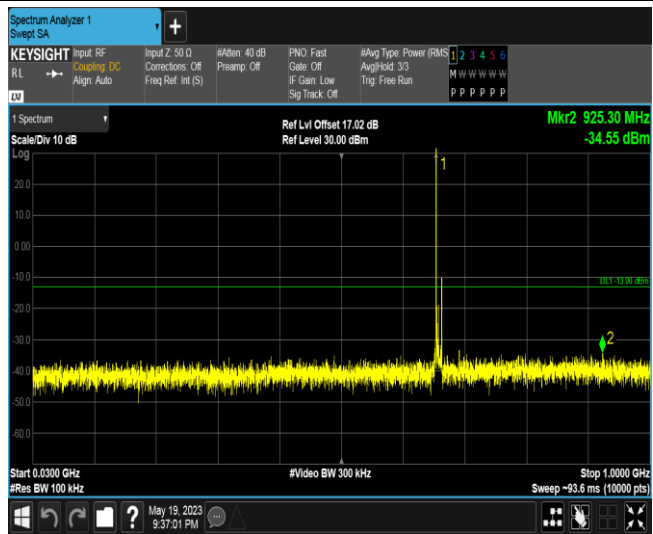 Spectrum Analyzer 1
Swept SA
+
KEYSIGHT
RL
Input: RF
Coupling: DC
Align: Auto
Input Z: 50 Ω
Corrections: Off
Freq Ref: Int (S)
#Atten: 40 dB
Preamp: Off
PNO: Fast
Gate: Off
IF Gain: Low
Sig Track: Off
#Avg Type: Power (RMS
Avg|Hold: 3/3
Trig: Free Run
1 2 3 4 5 6
M W W W W W
P P P P P P
1 Spectrum
Scale/Div 10 dB
Log
Ref Lvl Offset 17.02 dB
Ref Level 30.00 dBm
Mkr2 925.30 MHz
-34.55 dBm
1
20.0
10.0
0.00
-10.0
DL1 -13.00 dBm
-20.0
-30.0
2
-40.0
-50.0
-60.0
Start 0.0300 GHz
#Video BW 300 kHz
Stop 1.0000 GHz
#Res BW 100 kHz
Sweep ~93.6 ms (10000 pts)
?
May 19, 2023
9:37:01 PM